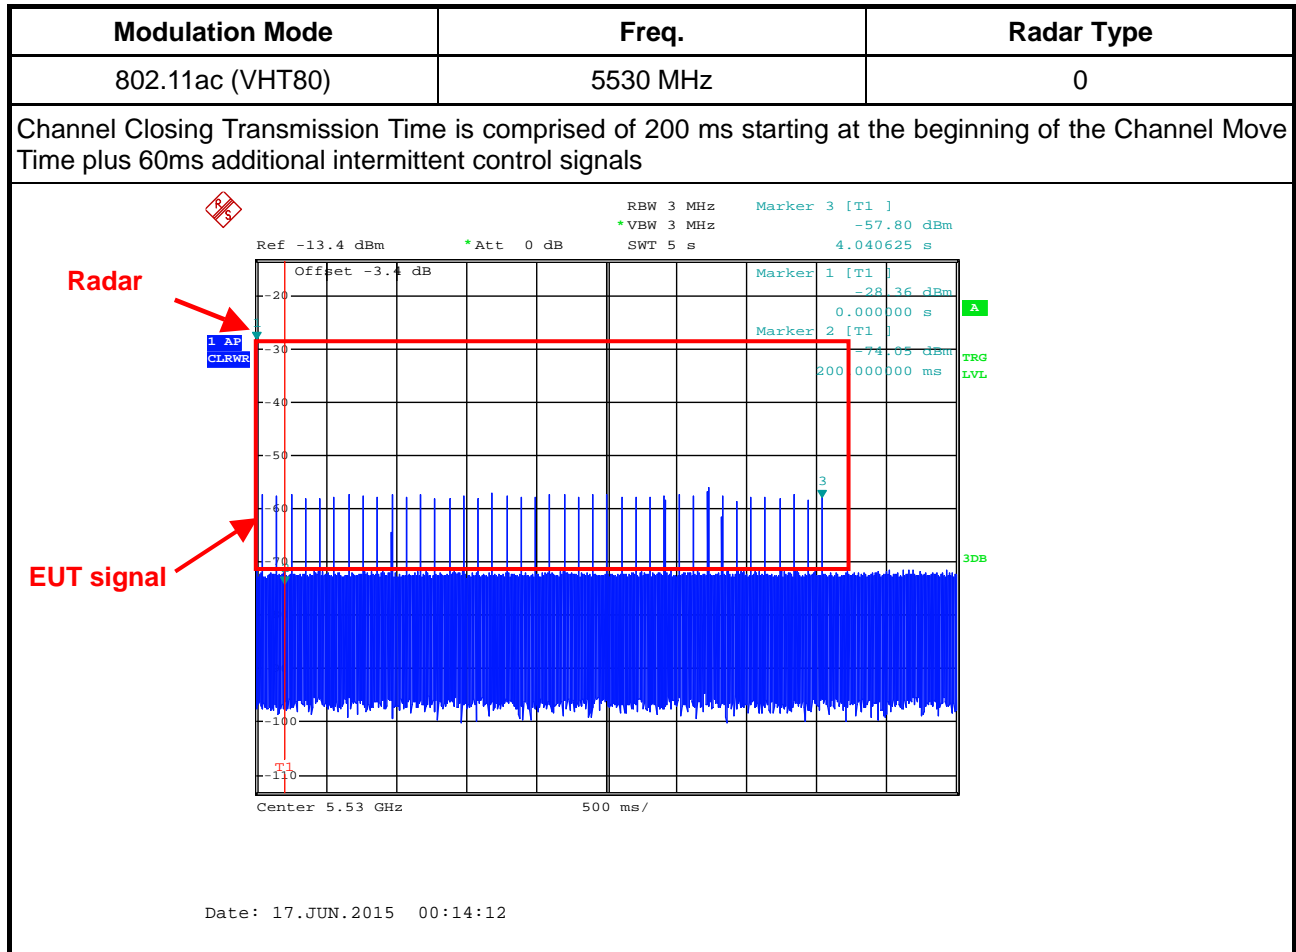 Modulation Mode Freq. Radar Type
802.11ac (VHT80) 5530 MHz 0
Channel Closing Transmission Time is comprised of 200 ms starting at the beginning of the Channel Move
Time plus 60ms additional intermittent control signals
R S
RBW 3 MHz Marker 3 [T1 ]
*VBW 3 MHz -57.80 dBm
Ref -13.4 dBm *Att 0 dB SWT 5 s 4.040625 s
Offset -3.4 dB Marker 1 [T1 ]
Radar
-20 -28.36 dBm
0.000000 s A
1 Marker 2 [T1 ]
1 AP
CLRWR -30 -74.05 dBm TRG
200.000000 ms LVL
-40
-50
3
-60
-70 3DB
EUT signal
-100
T1
-110
Center 5.53 GHz 500 ms/
Date: 17.JUN.2015 00:14:12